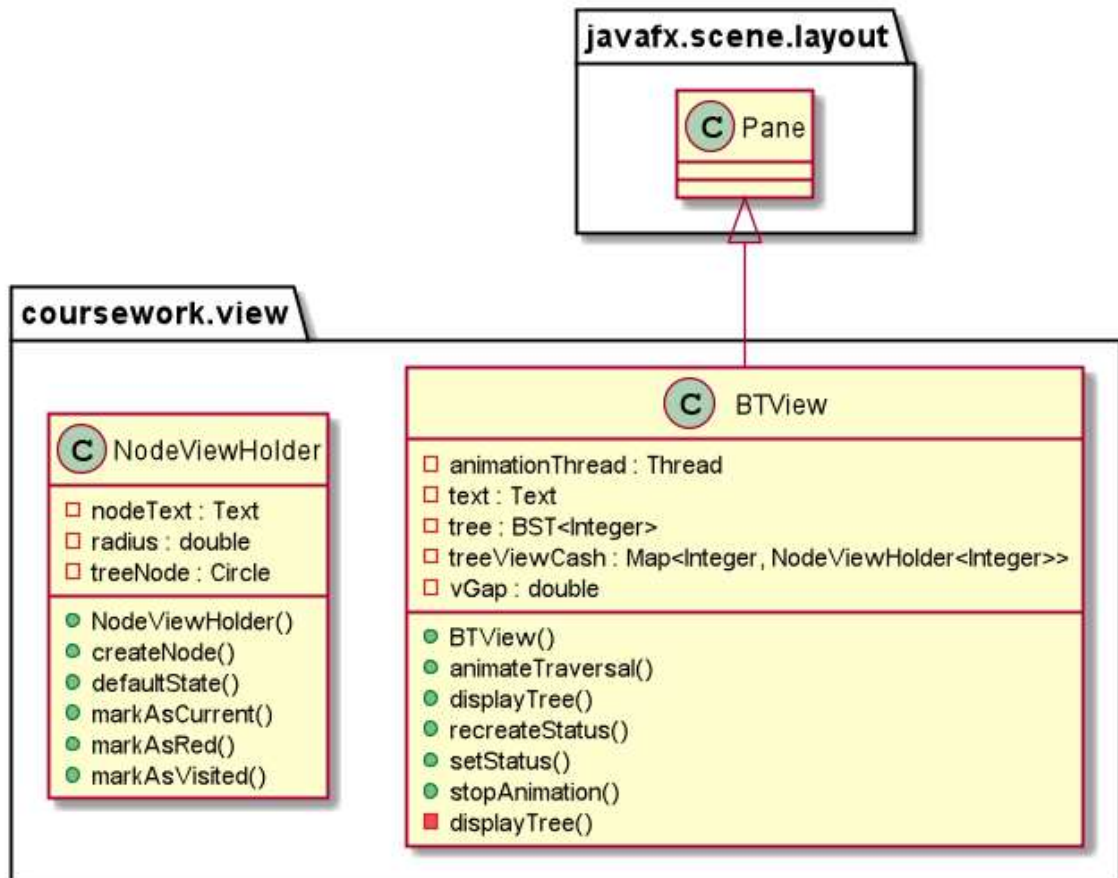 javafx.scene.layout
C Pane
coursework.view
C NodeViewHolder
nodeText : Text
radius : double
treeNode : Circle
NodeViewHolder()
createNode()
defaultState()
markAsCurrent()
markAsRed()
markAsVisited()
C BTView
animationThread : Thread
text : Text
tree : BST<Integer>
treeViewCash : Map<Integer, NodeViewHolder<Integer>>
vGap : double
BTView()
animateTraversal()
displayTree()
recreateStatus()
setStatus()
stopAnimation()
displayTree()